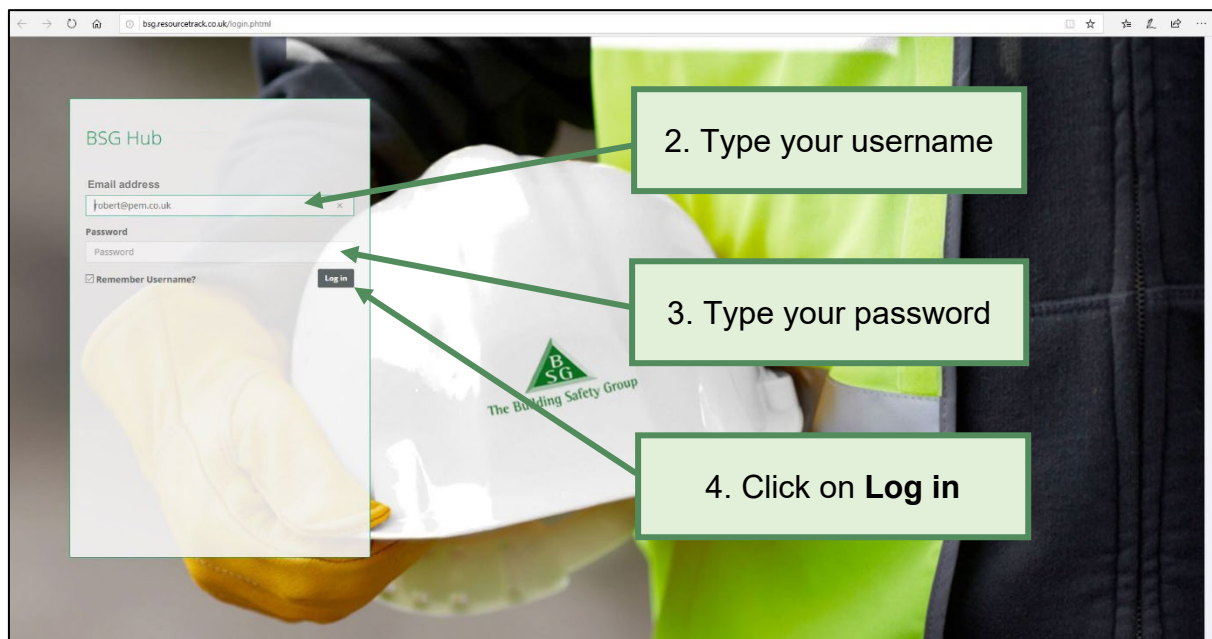 bsg.resourcetrack.co.uk/login.phtml
BSG Hub
Email address
robert@pem.co.uk
Password
Password
Remember Username?
Log in
2. Type your username
3. Type your password
4. Click on Log in
B
SG
The Building Safety Group